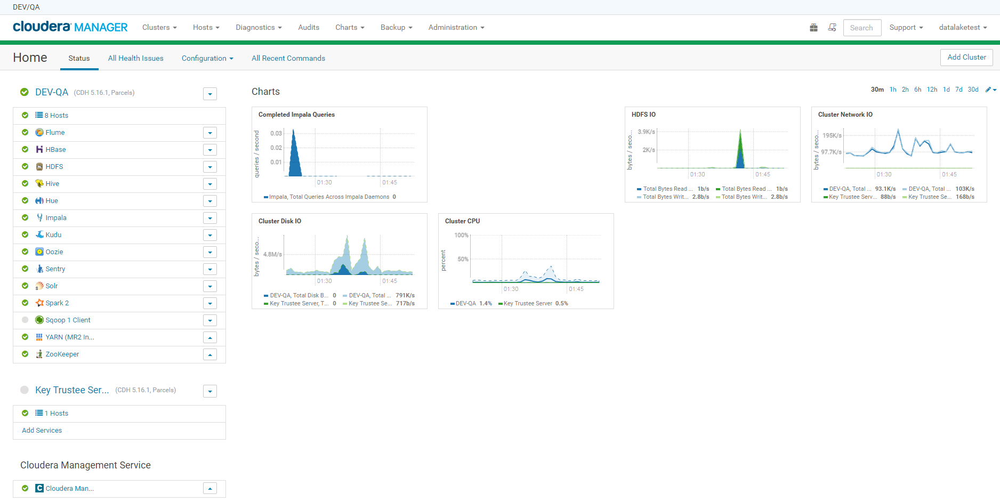 DEV/QA
cloudera MANAGER Clusters Hosts Diagnostics Audits Charts Backup Administration Search Support datalaketest
Home Status All Health Issues Configuration All Recent Commands Add Cluster
DEV-QA (CDH 5.16.1, Parcels)
8 Hosts
Flume
HBase
HDFS
Hive
Hue
Impala
Kudu
Oozie
Sentry
Solr
Spark 2
Sqoop 1 Client
YARN (MR2 In...
ZooKeeper
Key Trustee Ser... (CDH 5.16.1, Parcels)
1 Hosts
Add Services
Cloudera Management Service
C Cloudera Man...
Charts
30m 1h 2h 6h 12h 1d 7d 30d
Completed Impala Queries
queries / second
0.03
0.02
0.01
01:30 01:45
Impala, Total Queries Across Impala Daemons 0
HDFS IO
bytes / seco...
3.9K/s
2K/s
01:30 01:45
Total Bytes Read ... 1b/s Total Bytes Read ... 1b/s
Total Bytes Writ... 2.8b/s Total Bytes Writ... 2.8b/s
Cluster Network IO
bytes / seco...
195K/s
97.7K/s
01:30 01:45
DEV-QA, Total ... 93.1K/s DEV-QA, Total ... 103K/s
Key Trustee Serv... 88b/s Key Trustee Se... 168b/s
Cluster Disk IO
bytes / seco...
4.8M/s
01:30 01:45
DEV-QA, Total Disk B... 0 DEV-QA, Total ... 791K/s
Key Trustee Server, T... 0 Key Trustee Se... 717b/s
Cluster CPU
percent
100%
50%
01:30 01:45
DEV-QA 1.4% Key Trustee Server 0.5%